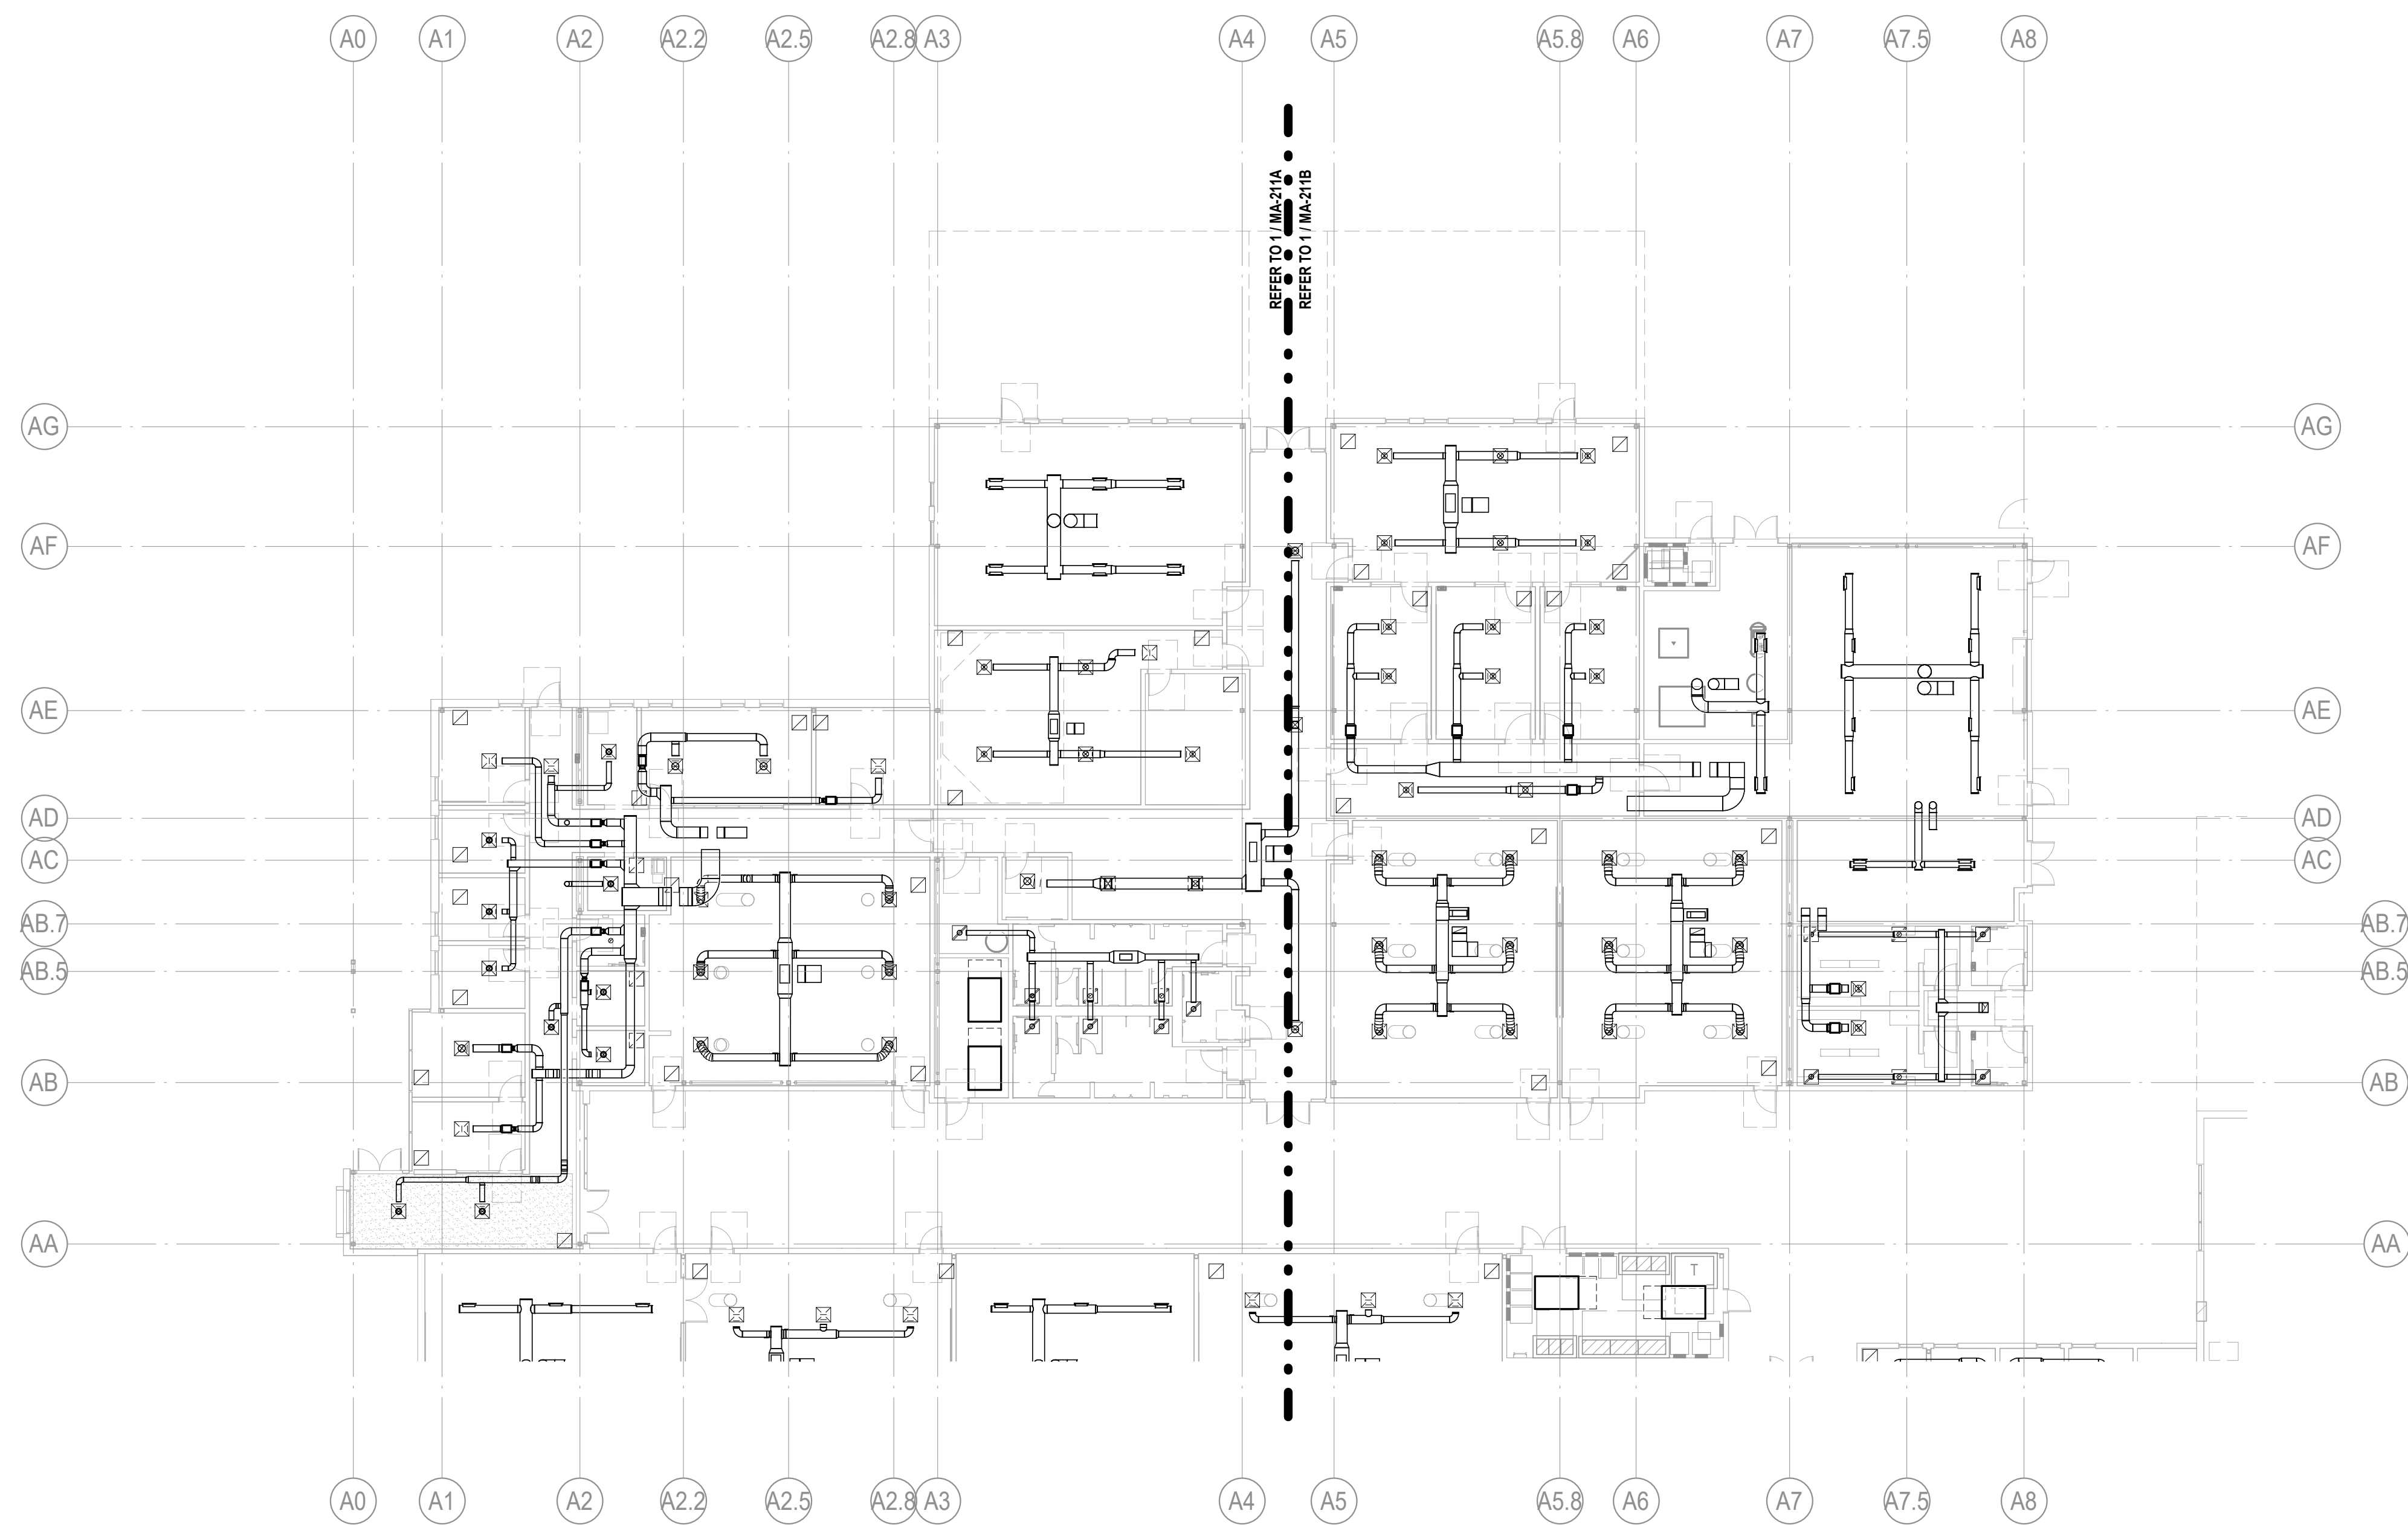 A0 A1 A2 A2.2 A2.5 A2.8 A3 A4 A5 A5.8 A6 A7 A7.5 A8
REFER TO 1 / MA-211A
REFER TO 1 / MA-211B
AG AG
AF AF
AE AE
AD AD
AC AC
AB.7 AB.7
AB.5 AB.5
AB AB
AA AA
T
A0 A1 A2 A2.2 A2.5 A2.8 A3 A4 A5 A5.8 A6 A7 A7.5 A8